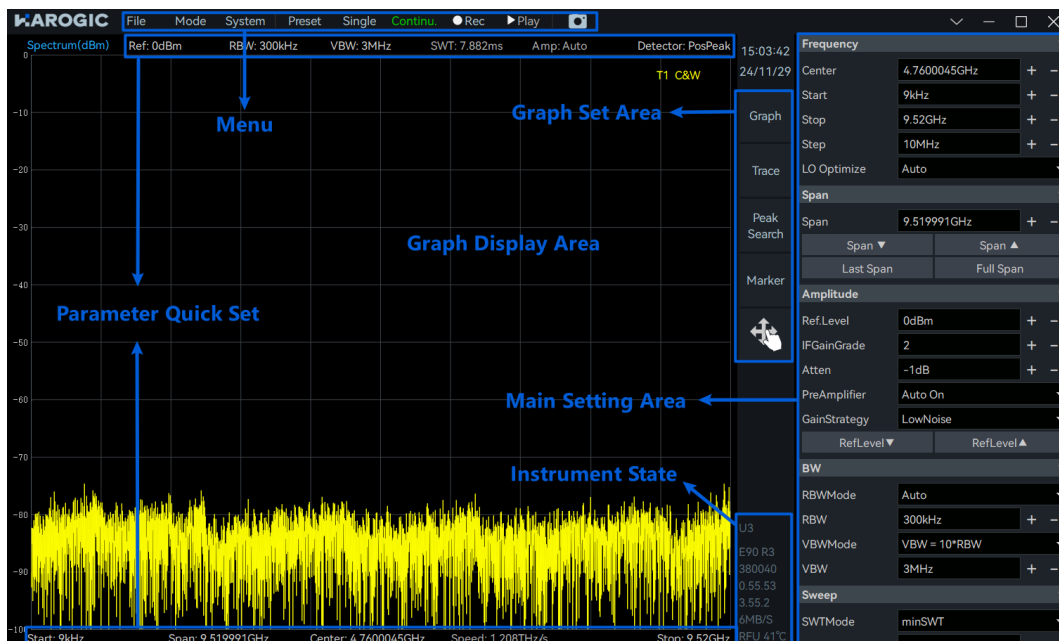 HAROGIC File Mode System Preset Single Continu. Rec Play
Spectrum(dBm) Ref: 0dBm RBW: 300kHz VBW: 3MHz SWT: 7.882ms Amp: Auto Detector: PosPeak
15:03:42
24/11/29
T1 C&W
0
-10
-20
-30
-40
-50
-60
-70
-80
-90
-100
Menu
Graph Set Area
Graph Display Area
Parameter Quick Set
Main Setting Area
Instrument State
Graph
Trace
Peak
Search
Marker
U3
E90 R3
380040
0.55.53
3.55.2
6MB/S
RFU 41°C
Start: 9kHz Span: 9.519991GHz Center: 4.7600045GHz Speed: 1.208THz/s Stop: 9.52GHz
Frequency
Center 4.7600045GHz + -
Start 9kHz + -
Stop 9.52GHz + -
Step 10MHz + -
LO Optimize Auto
Span
Span 9.519991GHz + -
Span ▼ Span ▲
Last Span Full Span
Amplitude
Ref.Level 0dBm + -
IFGainGrade 2 + -
Atten -1dB + -
PreAmplifier Auto On
GainStrategy LowNoise
RefLevel▼ RefLevel▲
BW
RBWMode Auto
RBW 300kHz + -
VBWMode VBW = 10*RBW
VBW 3MHz + -
Sweep
SWTMode minSWT